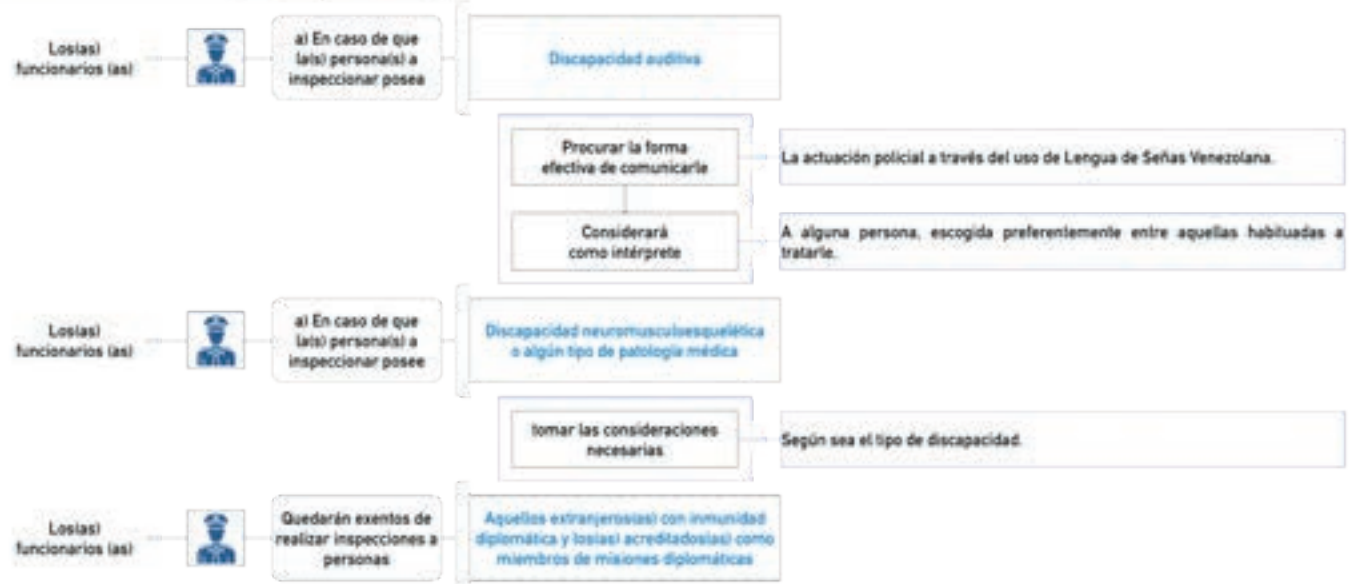 Los(as)
funcionarios (as)
a) En caso de que
la(s) persona(s) a
inspeccionar posea
Discapacidad auditiva
Procurar la forma
efectiva de comunicarle
La actuación policial a través del uso de Lengua de Señas Venezolana.
Considerará
como intérprete
A alguna persona, escogida preferentemente entre aquellas habituadas a
tratarle.
Los(as)
funcionarios (as)
a) En caso de que
la(s) persona(s) a
inspeccionar posee
Discapacidad neuromusculoesquelética
o algún tipo de patología médica
tomar las consideraciones
necesarias
Según sea el tipo de discapacidad.
Los(as)
funcionarios (as)
Quedarán exentos de
realizar inspecciones a
personas
Aquellos extranjeros(as) con inmunidad
diplomática y los(as) acreditados(as) como
miembros de misiones diplomáticas